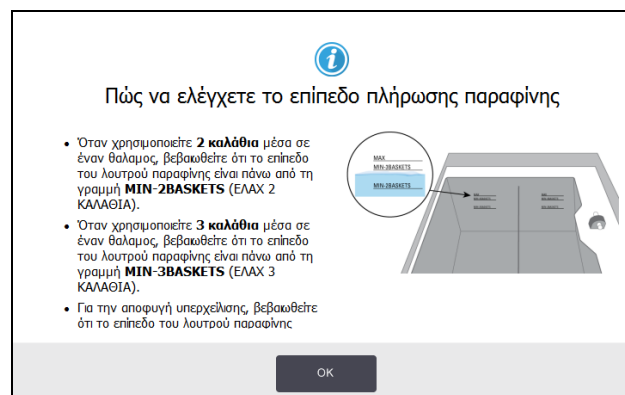 Πώς να ελέγχετε το επίπεδο πλήρωσης παραφίνης
• Όταν χρησιμοποιείτε 2 καλάθια μέσα σε
έναν θαλαμος, βεβαιωθείτε ότι το επίπεδο
του λουτρού παραφίνης είναι πάνω από τη
γραμμή MIN-2BASKETS (ΕΛΑΧ 2
ΚΑΛΑΘΙΑ).
• Όταν χρησιμοποιείτε 3 καλάθια μέσα σε
έναν θαλαμος, βεβαιωθείτε ότι το επίπεδο
του λουτρού παραφίνης είναι πάνω από τη
γραμμή MIN-3BASKETS (ΕΛΑΧ 3
ΚΑΛΑΘΙΑ).
• Για την αποφυγή υπερχείλισης, βεβαιωθείτε
ότι το επίπεδο του λουτρού παραφίνης
MAX
MIN-3BASKETS
MIN-2BASKETS
OK